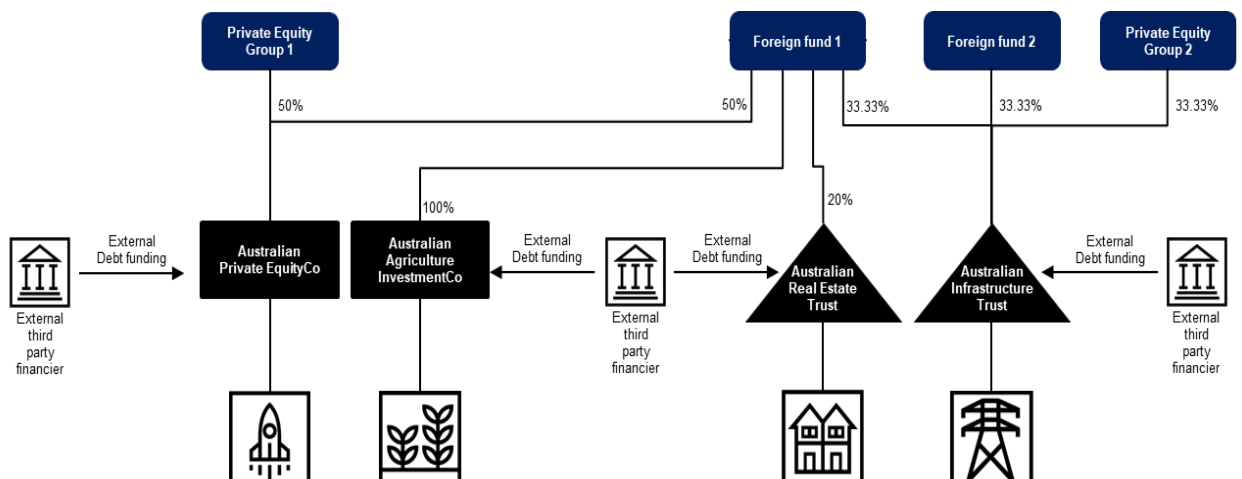 Private Equity
Group 1
Foreign fund 1
Foreign fund 2
Private Equity
Group 2
50%
50%
33.33%
33.33%
33.33%
100%
20%
External
Debt funding
Australian
Private EquityCo
Australian
Agriculture
InvestmentCo
External
Debt funding
External
Debt funding
Australian
Real Estate
Trust
Australian
Infrastructure
Trust
External
Debt funding
External
third
party
financier
External
third
party
financier
External
third
party
financier